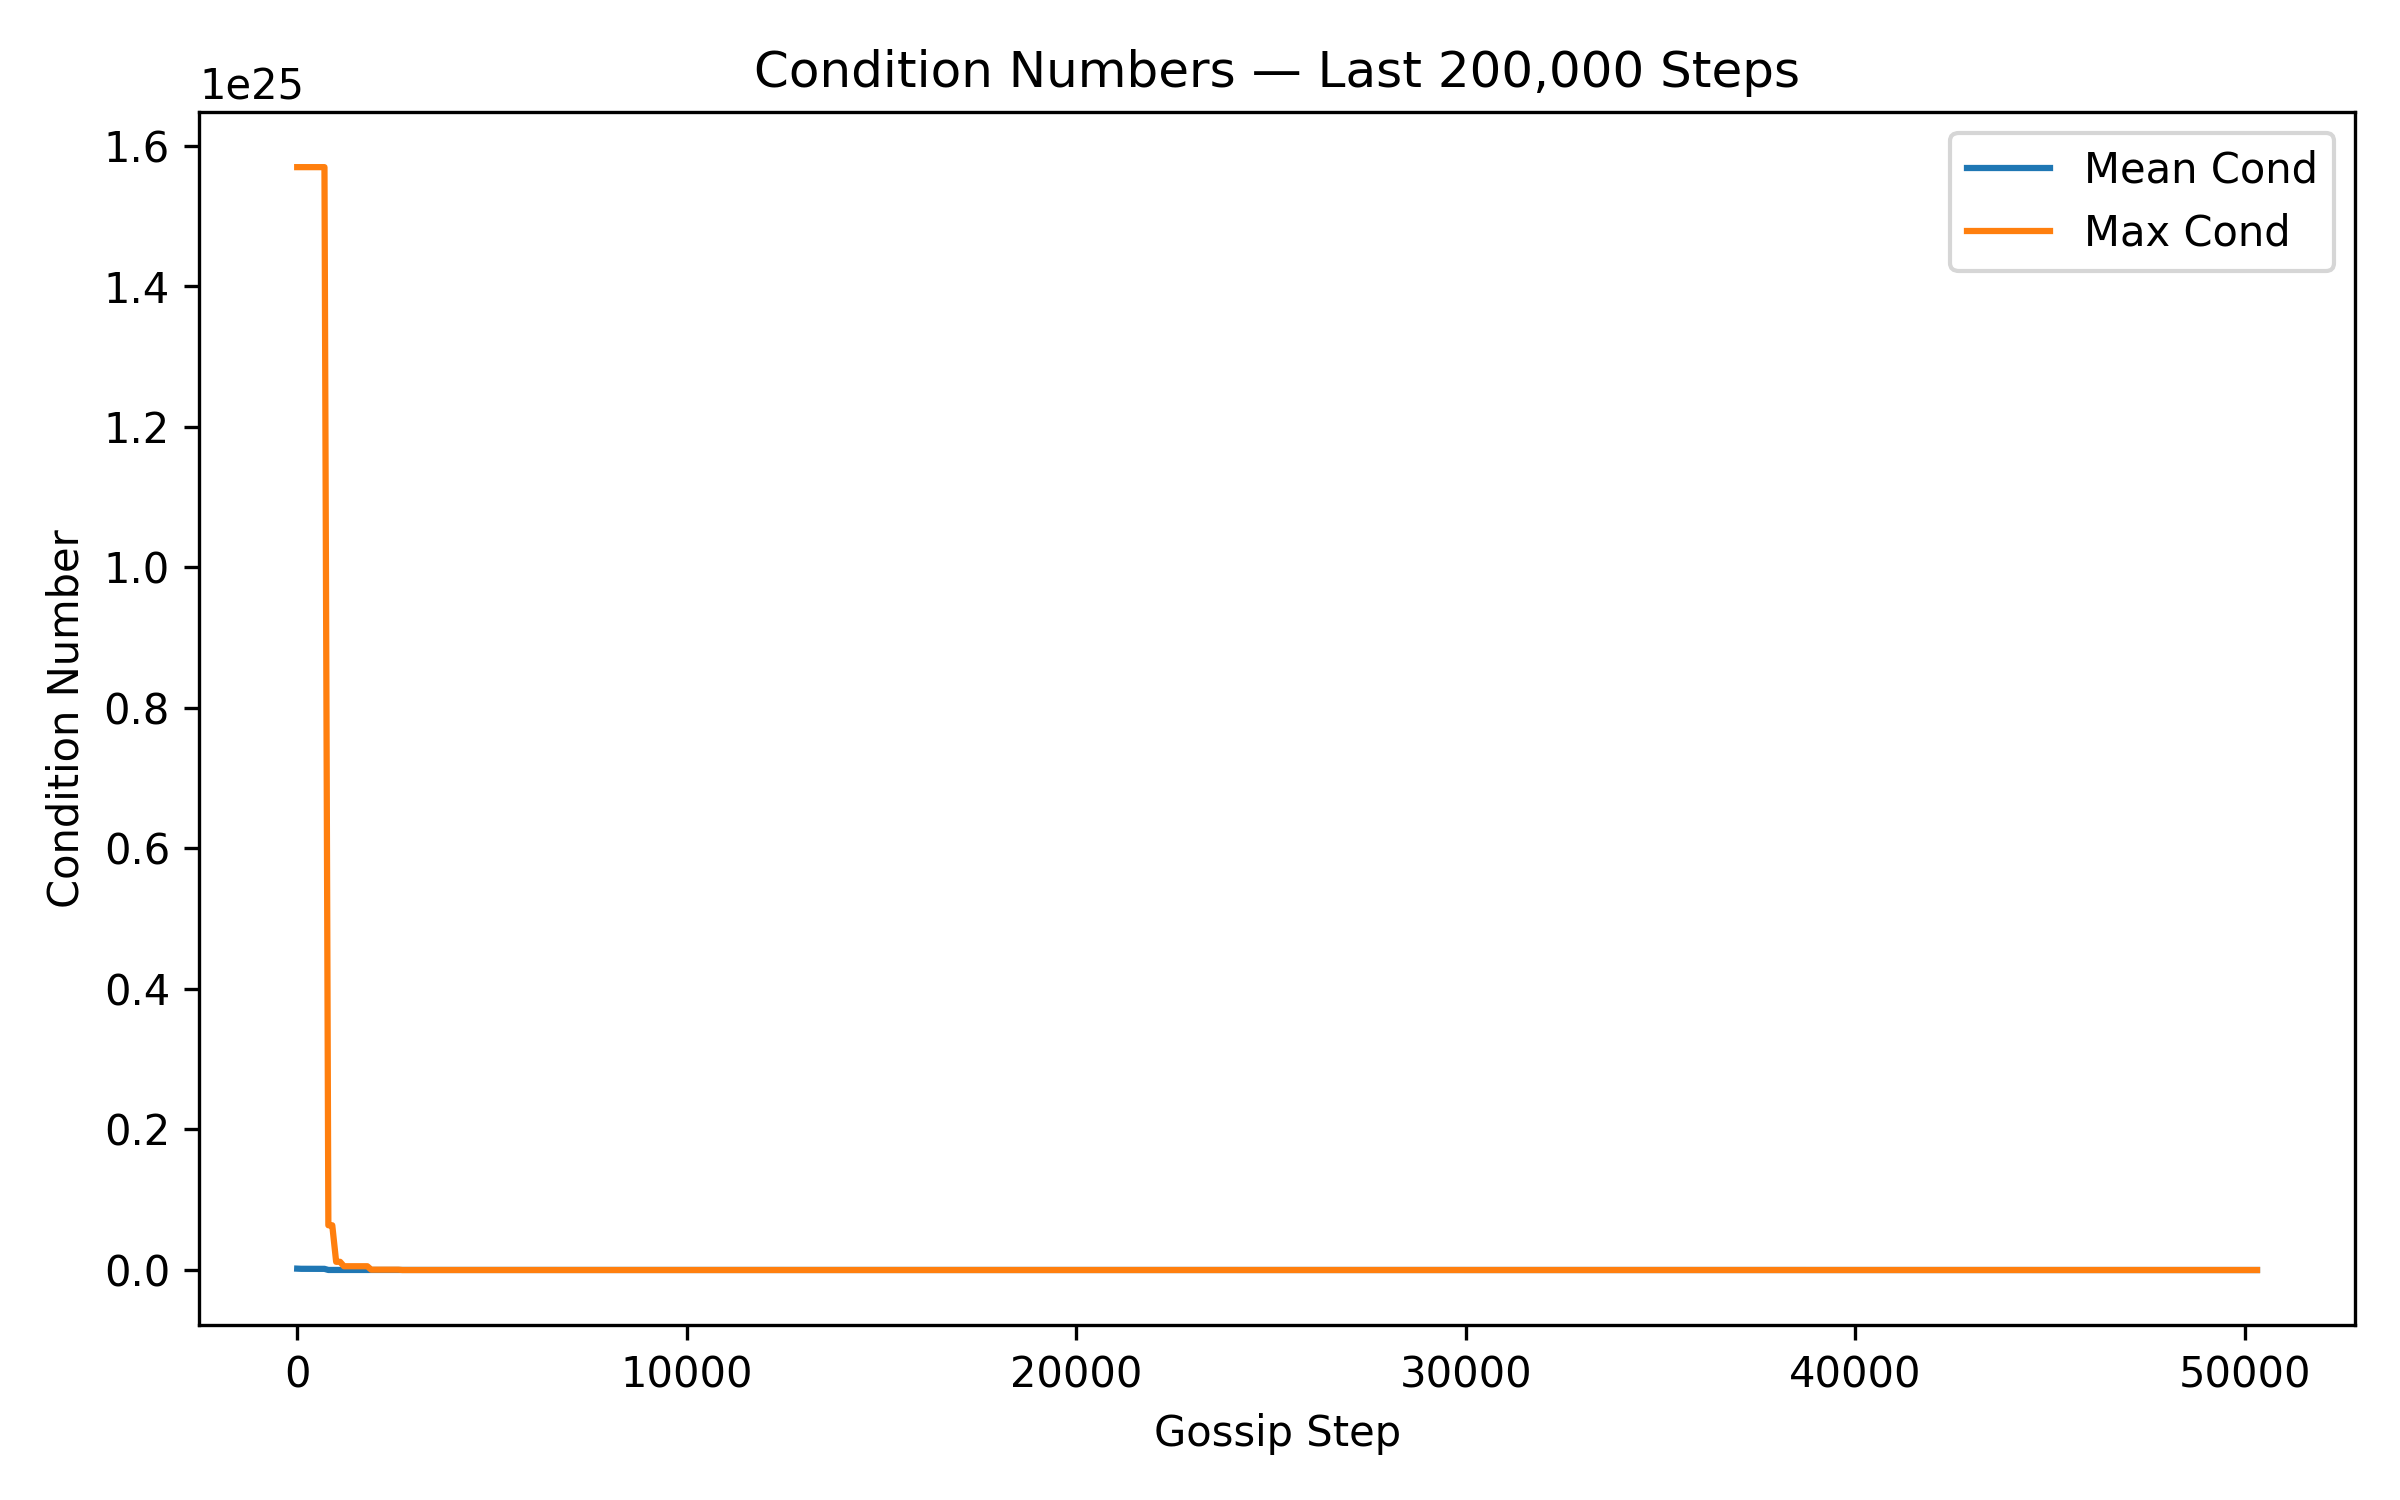 Condition Numbers — Last 200,000 Steps
1e25
1.6
1.4
1.2
1.0
0.8
0.6
0.4
0.2
0.0
Condition Number
Mean Cond
Max Cond
0 10000 20000 30000 40000 50000
Gossip Step